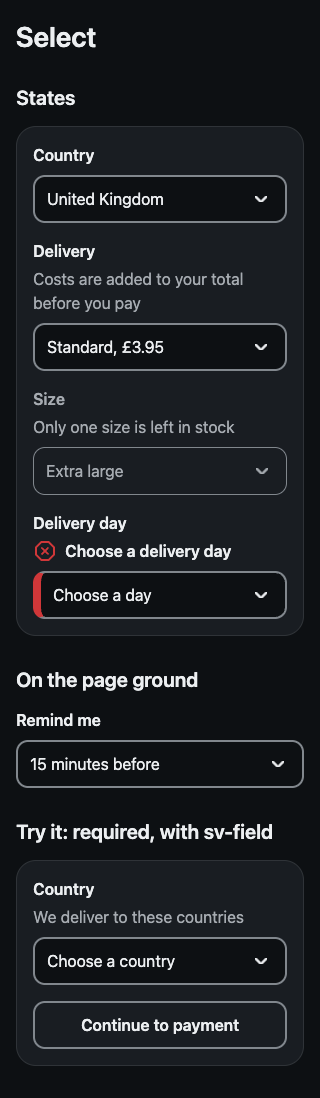 Select
States
Country
United Kingdom
Delivery
Costs are added to your total
before you pay
Standard, £3.95
Size
Only one size is left in stock
Extra large
Delivery day
Choose a delivery day
Choose a day
On the page ground
Remind me
15 minutes before
Try it: required, with sv-field
Country
We deliver to these countries
Choose a country
Continue to payment